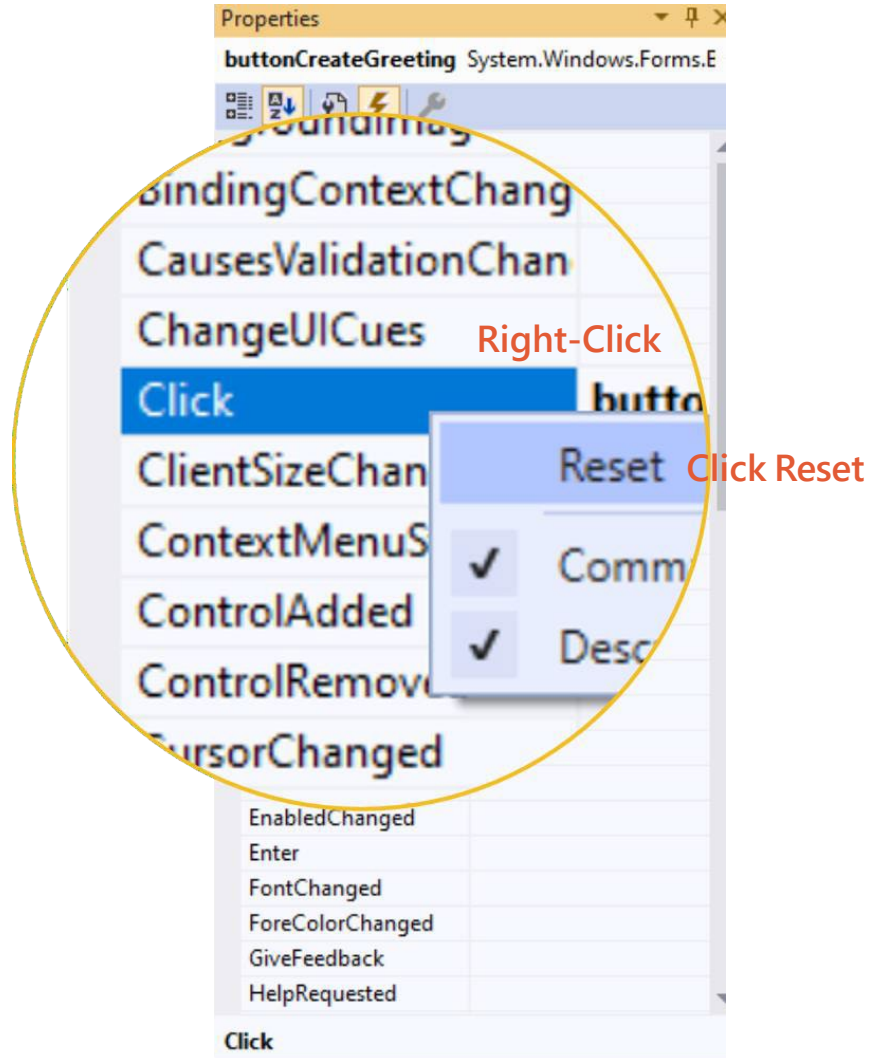 Properties
buttonCreateGreeting System.Windows.Forms.B
BindingContextChang
CausesValidationChan
ChangeUICues
Right-Click
Click butto
Reset Click Reset
ClientSizeChan
ContextMenuS
Comm
ControlAdded
Desc
ControlRemove
CursorChanged
EnabledChanged
Enter
FontChanged
ForeColorChanged
GiveFeedback
HelpRequested
Click